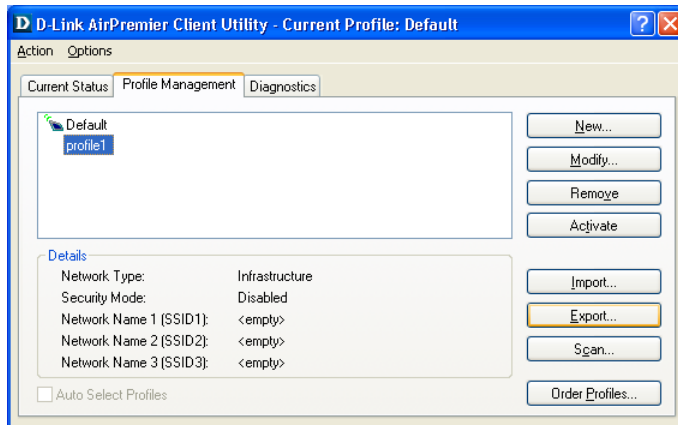 D D-Link AirPremier Client Utility - Current Profile: Default ? X
Action Options
Current Status Profile Management Diagnostics
Default
profile1
New...
Modify...
Remove
Activate
Details
Network Type: Infrastructure
Security Mode: Disabled
Network Name 1 (SSID1): <empty>
Network Name 2 (SSID2): <empty>
Network Name 3 (SSID3): <empty>
Import...
Export...
Scan...
Auto Select Profiles
Order Profiles...